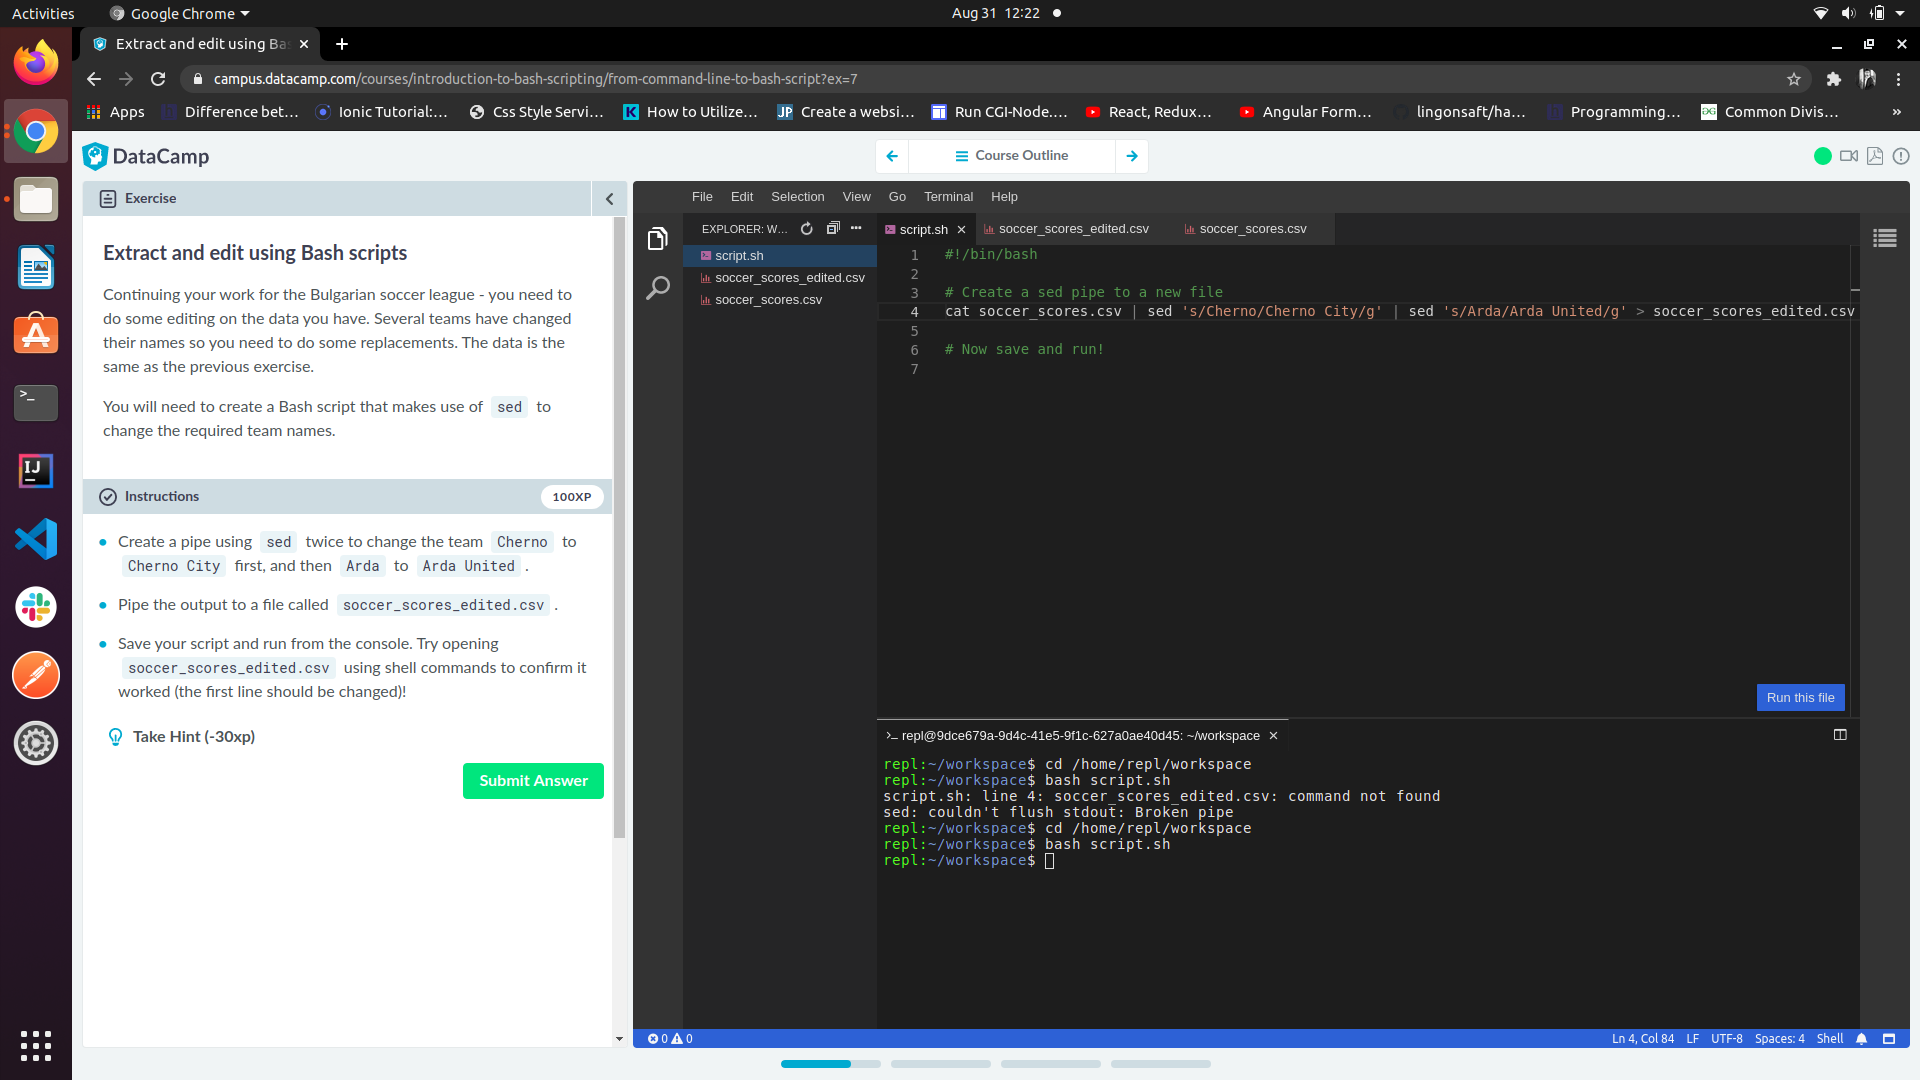 Activities
Google Chrome
Aug 31 12:22
Extract and edit using Ba
campus.datacamp.com/courses/introduction-to-bash-scripting/from-command-line-to-bash-script?ex=7
Apps
Difference bet…
Ionic Tutorial:…
Css Style Servi…
How to Utilize…
JP Create a websi…
Run CGI-Node.…
React, Redux…
Angular Form…
lingonsaft/ha…
Programming…
Common Divis…
»
DataCamp
Course Outline
Exercise
Extract and edit using Bash scripts
Continuing your work for the Bulgarian soccer league - you need to
do some editing on the data you have. Several teams have changed
their names so you need to do some replacements. The data is the
same as the previous exercise.
You will need to create a Bash script that makes use of sed to
change the required team names.
Instructions
100XP
Create a pipe using sed twice to change the team Cherno to
Cherno City first, and then Arda to Arda United .
Pipe the output to a file called soccer_scores_edited.csv .
Save your script and run from the console. Try opening
soccer_scores_edited.csv using shell commands to confirm it
worked (the first line should be changed)!
Take Hint (-30xp)
Submit Answer
File Edit Selection View Go Terminal Help
EXPLORER: W...
script.sh
soccer_scores_edited.csv
soccer_scores.csv
script.sh
soccer_scores_edited.csv
soccer_scores.csv
1 #!/bin/bash
2
3 # Create a sed pipe to a new file
4 cat soccer_scores.csv | sed 's/Cherno/Cherno City/g' | sed 's/Arda/Arda United/g' > soccer_scores_edited.csv
5
6 # Now save and run!
7
Run this file
>_ repl@9dce679a-9d4c-41e5-9f1c-627a0ae40d45: ~/workspace
repl:~/workspace$ cd /home/repl/workspace
repl:~/workspace$ bash script.sh
script.sh: line 4: soccer_scores_edited.csv: command not found
sed: couldn't flush stdout: Broken pipe
repl:~/workspace$ cd /home/repl/workspace
repl:~/workspace$ bash script.sh
repl:~/workspace$
0 0
Ln 4, Col 84 LF UTF-8 Spaces: 4 Shell
>_
IJ